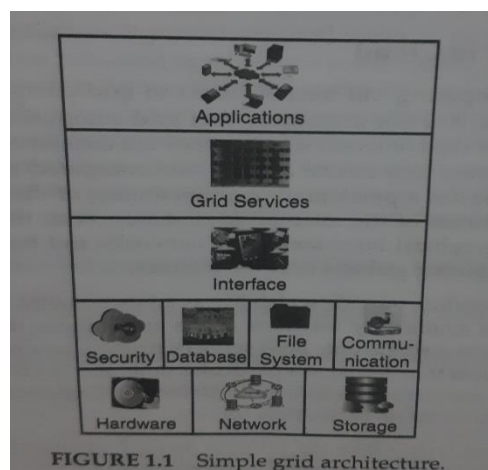 Applications
Grid Services
Interface
Security Database File System Commu-nication
Hardware Network Storage
FIGURE 1.1 Simple grid architecture.